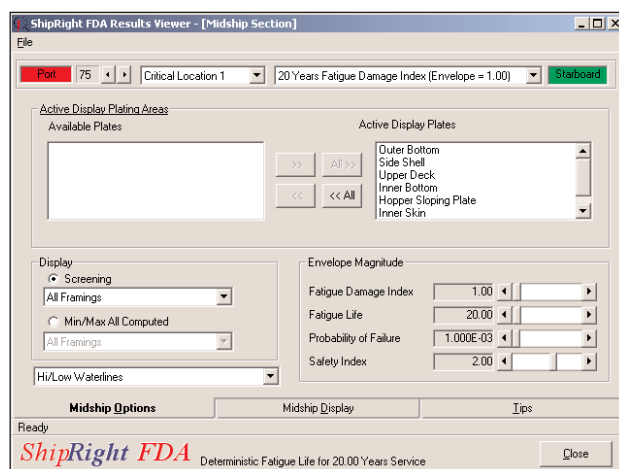 ShipRight FDA Results Viewer - [Midship Section]
File
Port 75 Critical Location 1 20 Years Fatigue Damage Index (Envelope = 1.00) Starboard
Active Display Plating Areas
Available Plates Active Display Plates
Outer Bottom
Side Shell
Upper Deck
Inner Bottom
Hopper Sloping Plate
Inner Skin
>> All >>
<< << All
Display
Screening
All Framings
Min/Max All Computed
All Framings
Hi/Low Waterlines
Envelope Magnitude
Fatigue Damage Index 1.00
Fatigue Life 20.00
Probability of Failure 1.000E-03
Safety Index 2.00
Midship Options Midship Display Tips
Ready
ShipRight FDA Deterministic Fatigue Life for 20.00 Years Service Close